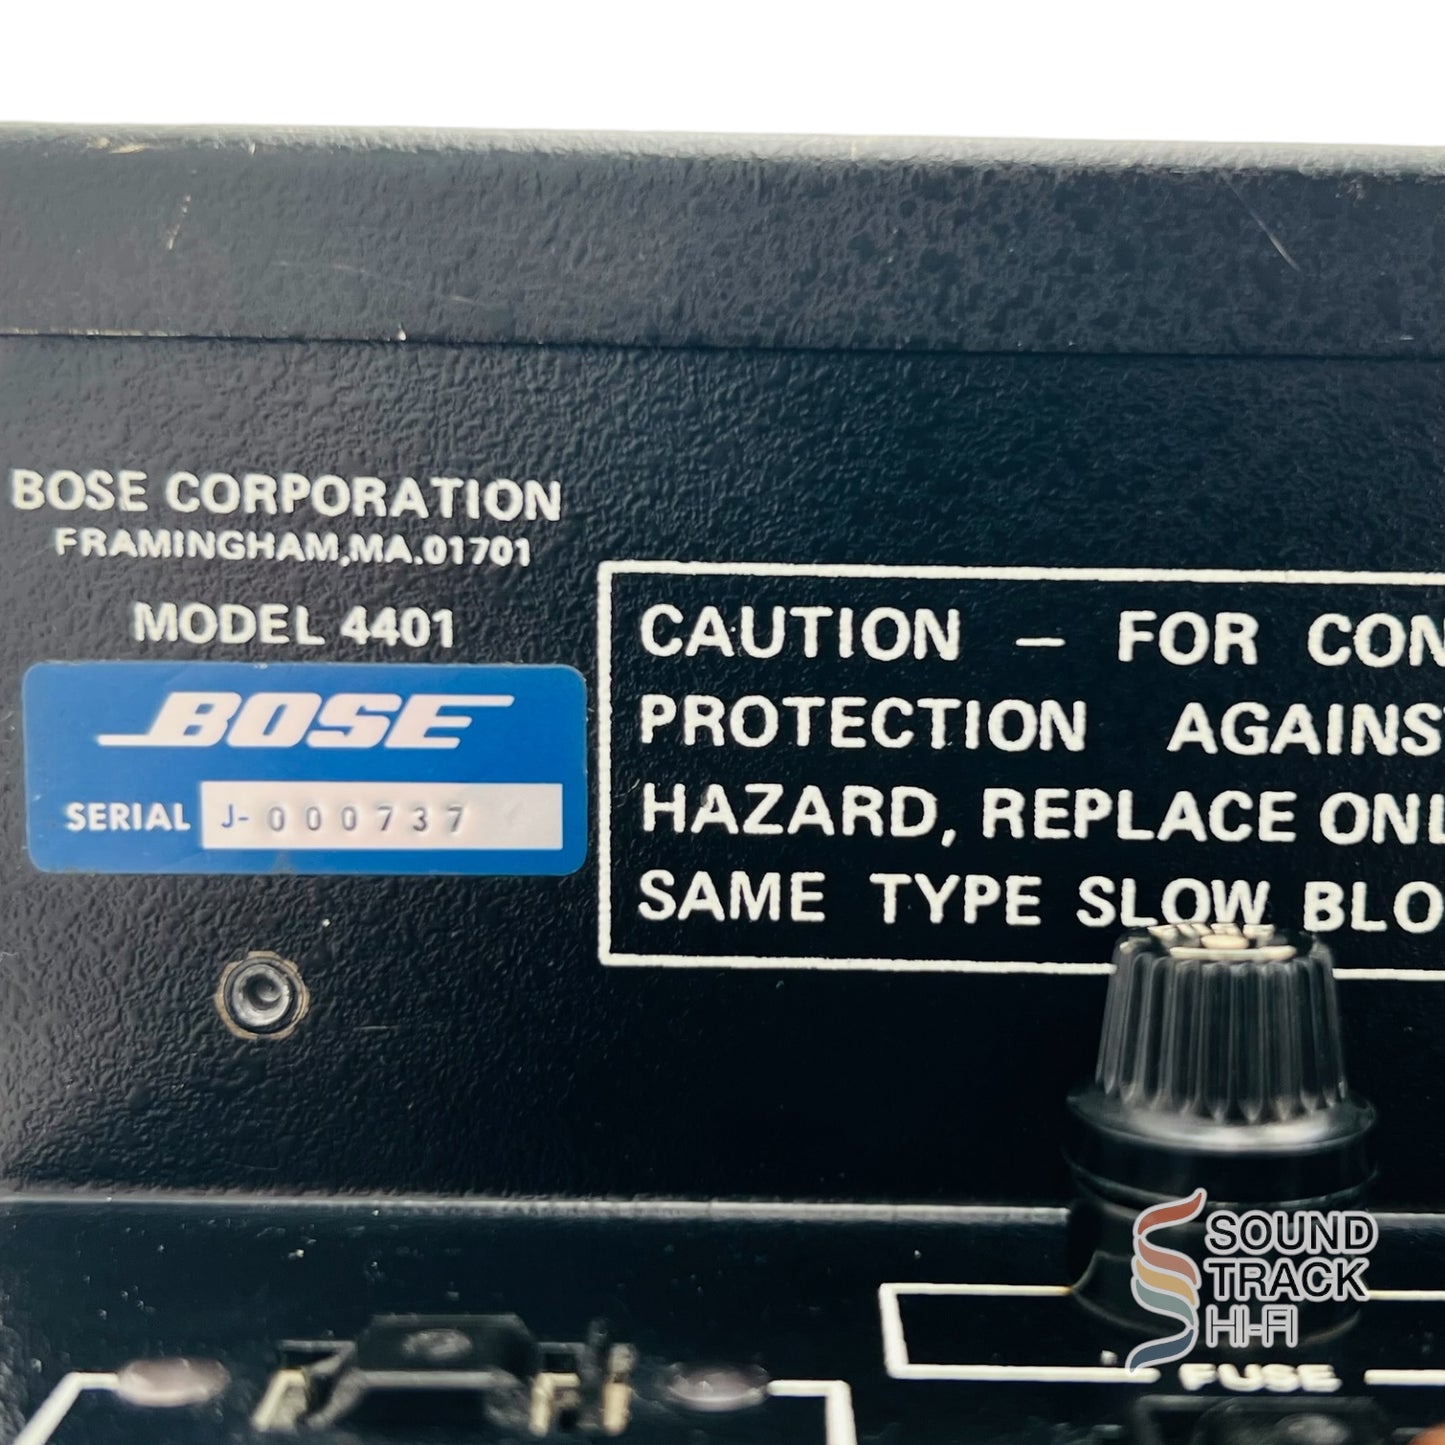 BOSE CORPORATION
FRAMINGHAM,MA.01701
MODEL 4401
BOSE
SERIAL J-000737
CAUTION – FOR CON
PROTECTION AGAINS
HAZARD, REPLACE ONL
SAME TYPE SLOW BLO
FUSE
SOUND
TRACK
HI-FI